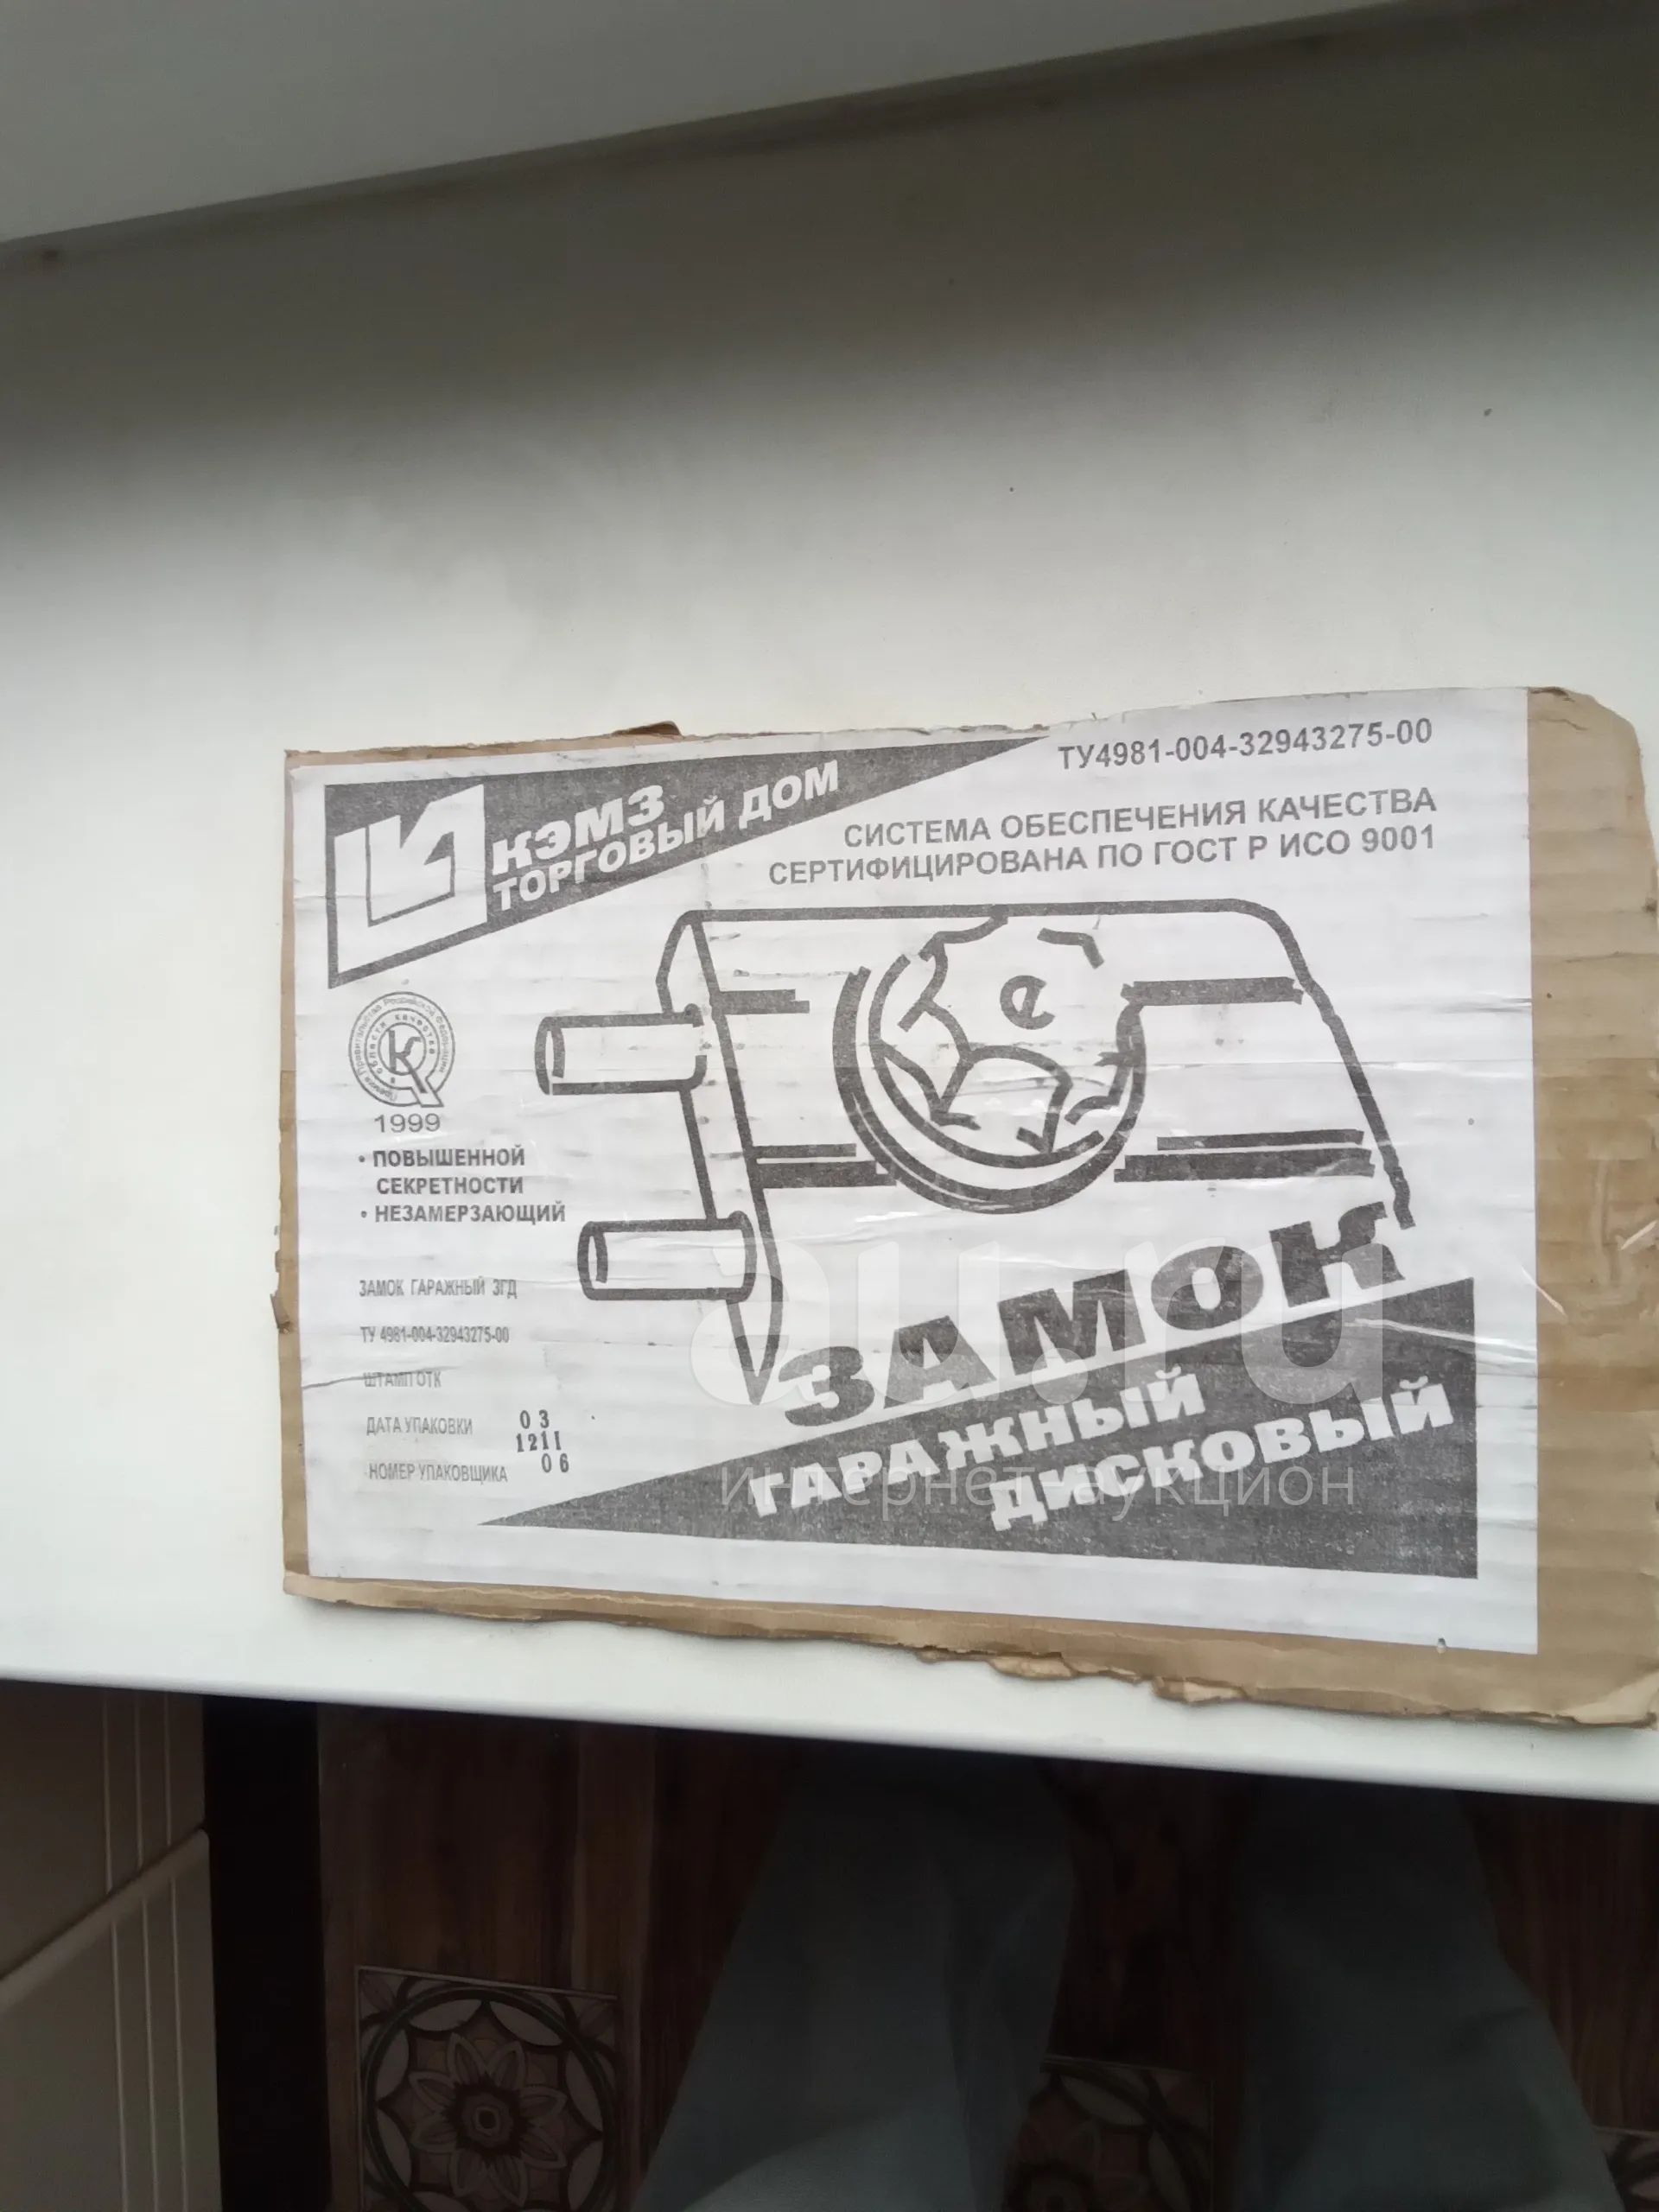 КЭМЗ
ТОРГОВЫЙ ДОМ
ТУ4981-004-32943275-00
СИСТЕМА ОБЕСПЕЧЕНИЯ КАЧЕСТВА
СЕРТИФИЦИРОВАНА ПО ГОСТ Р ИСО 9001
1999
• ПОВЫШЕННОЙ
СЕКРЕТНОСТИ
• НЕЗАМЕРЗАЮЩИЙ
ЗАМОК ГАРАЖНЫЙ ЗГД
ТУ 4981-004-32943275-00
ШТАМП ОТК
ДАТА УПАКОВКИ 03
1211
НОМЕР УПАКОВЩИКА 06
ЗАМОК
ГАРАЖНЫЙ
ДИСКОВЫЙ
au.ru
интернет-аукцион